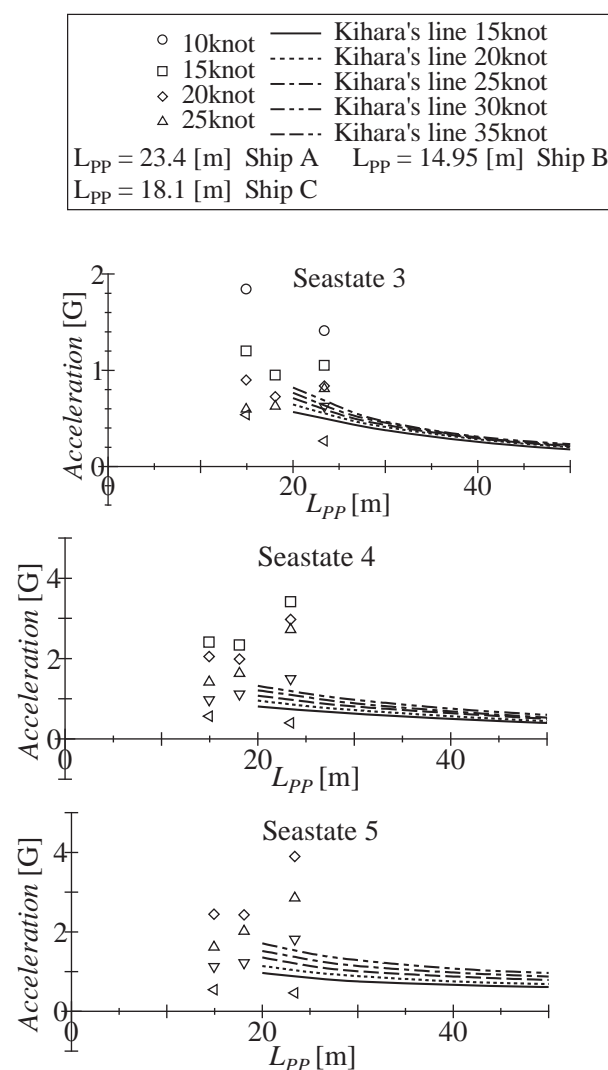 10knot
15knot
20knot
25knot
Kihara's line 15knot
Kihara's line 20knot
Kihara's line 25knot
Kihara's line 30knot
Kihara's line 35knot
L_PP = 23.4 [m] Ship A L_PP = 14.95 [m] Ship B
L_PP = 18.1 [m] Ship C
Seastate 3
Acceleration [G]
2
1
0
0 20 40
L_PP [m]
Seastate 4
Acceleration [G]
4
2
0
0 20 40
L_PP [m]
Seastate 5
Acceleration [G]
4
2
0
0 20 40
L_PP [m]